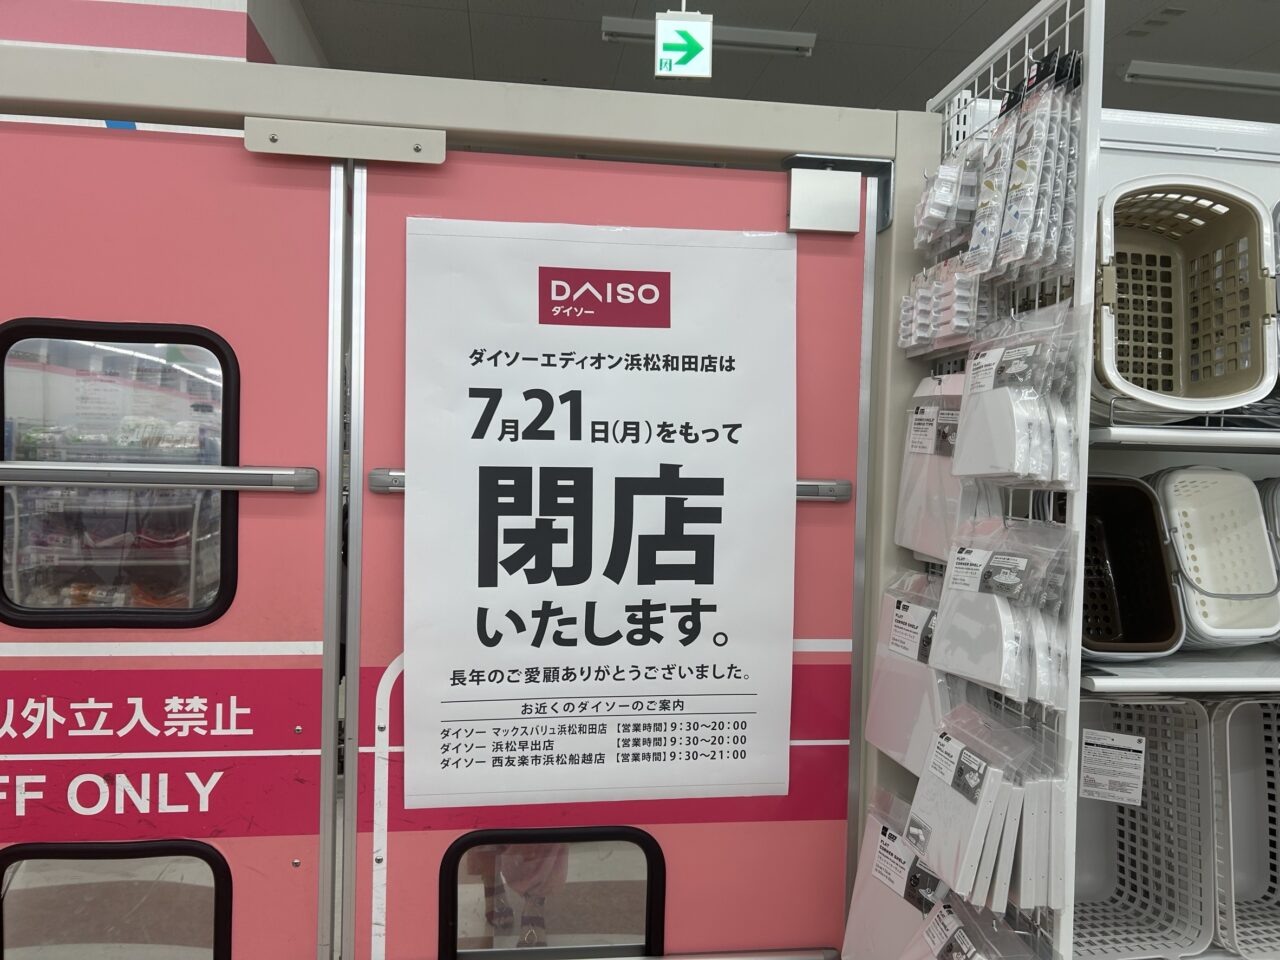 DAISO
ダイソー
ダイソーエディオン浜松和田店は
7月21日(月)をもって
閉店
いたします。
長年のご愛顧ありがとうございました。
お近くのダイソーのご案内
ダイソー マックスバリュ浜松和田店 【営業時間】9:30～20:00
ダイソー 浜松早出店 【営業時間】9:30～20:00
ダイソー 西友楽市浜松船越店 【営業時間】9:30～21:00
以外立入禁止
FF ONLY
FLAT
CORNER SHELF